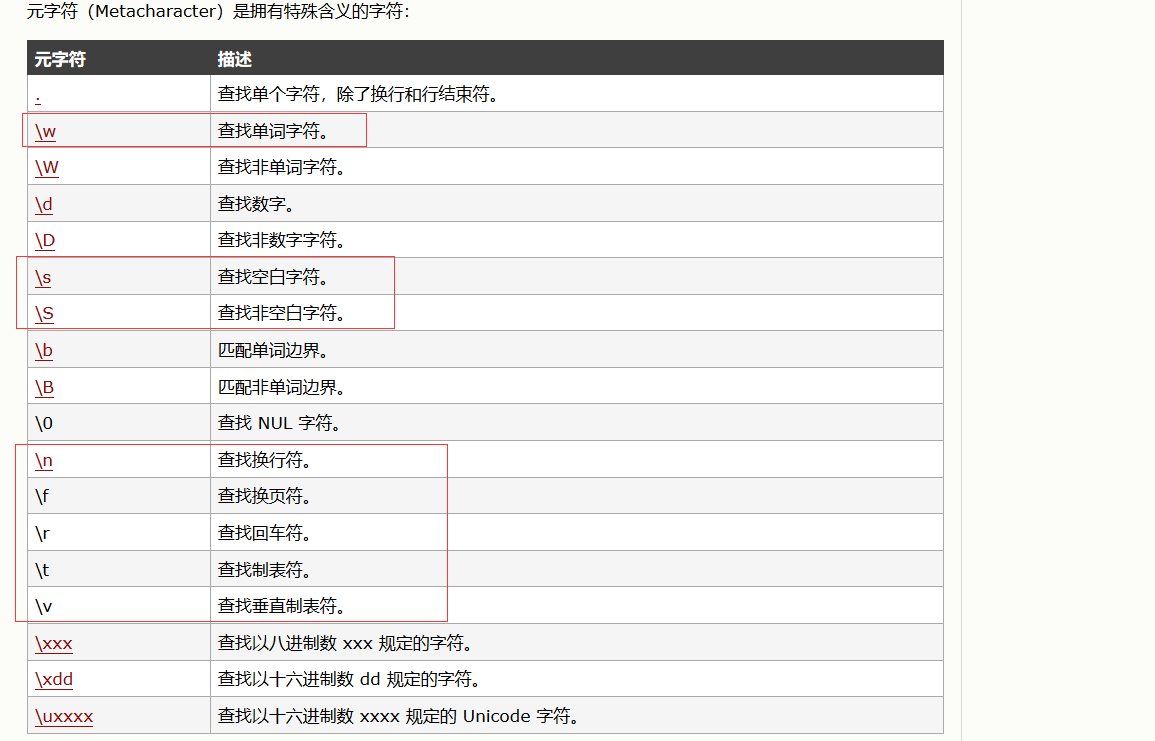 元字符（Metacharacter）是拥有特殊含义的字符：
元字符 描述
. 查找单个字符，除了换行和行结束符。
\w 查找单词字符。
\W 查找非单词字符。
\d 查找数字。
\D 查找非数字字符。
\s 查找空白字符。
\S 查找非空白字符。
\b 匹配单词边界。
\B 匹配非单词边界。
\0 查找 NUL 字符。
\n 查找换行符。
\f 查找换页符。
\r 查找回车符。
\t 查找制表符。
\v 查找垂直制表符。
\xxx 查找以八进制数 xxx 规定的字符。
\xdd 查找以十六进制数 dd 规定的字符。
\uxxxx 查找以十六进制数 xxxx 规定的 Unicode 字符。